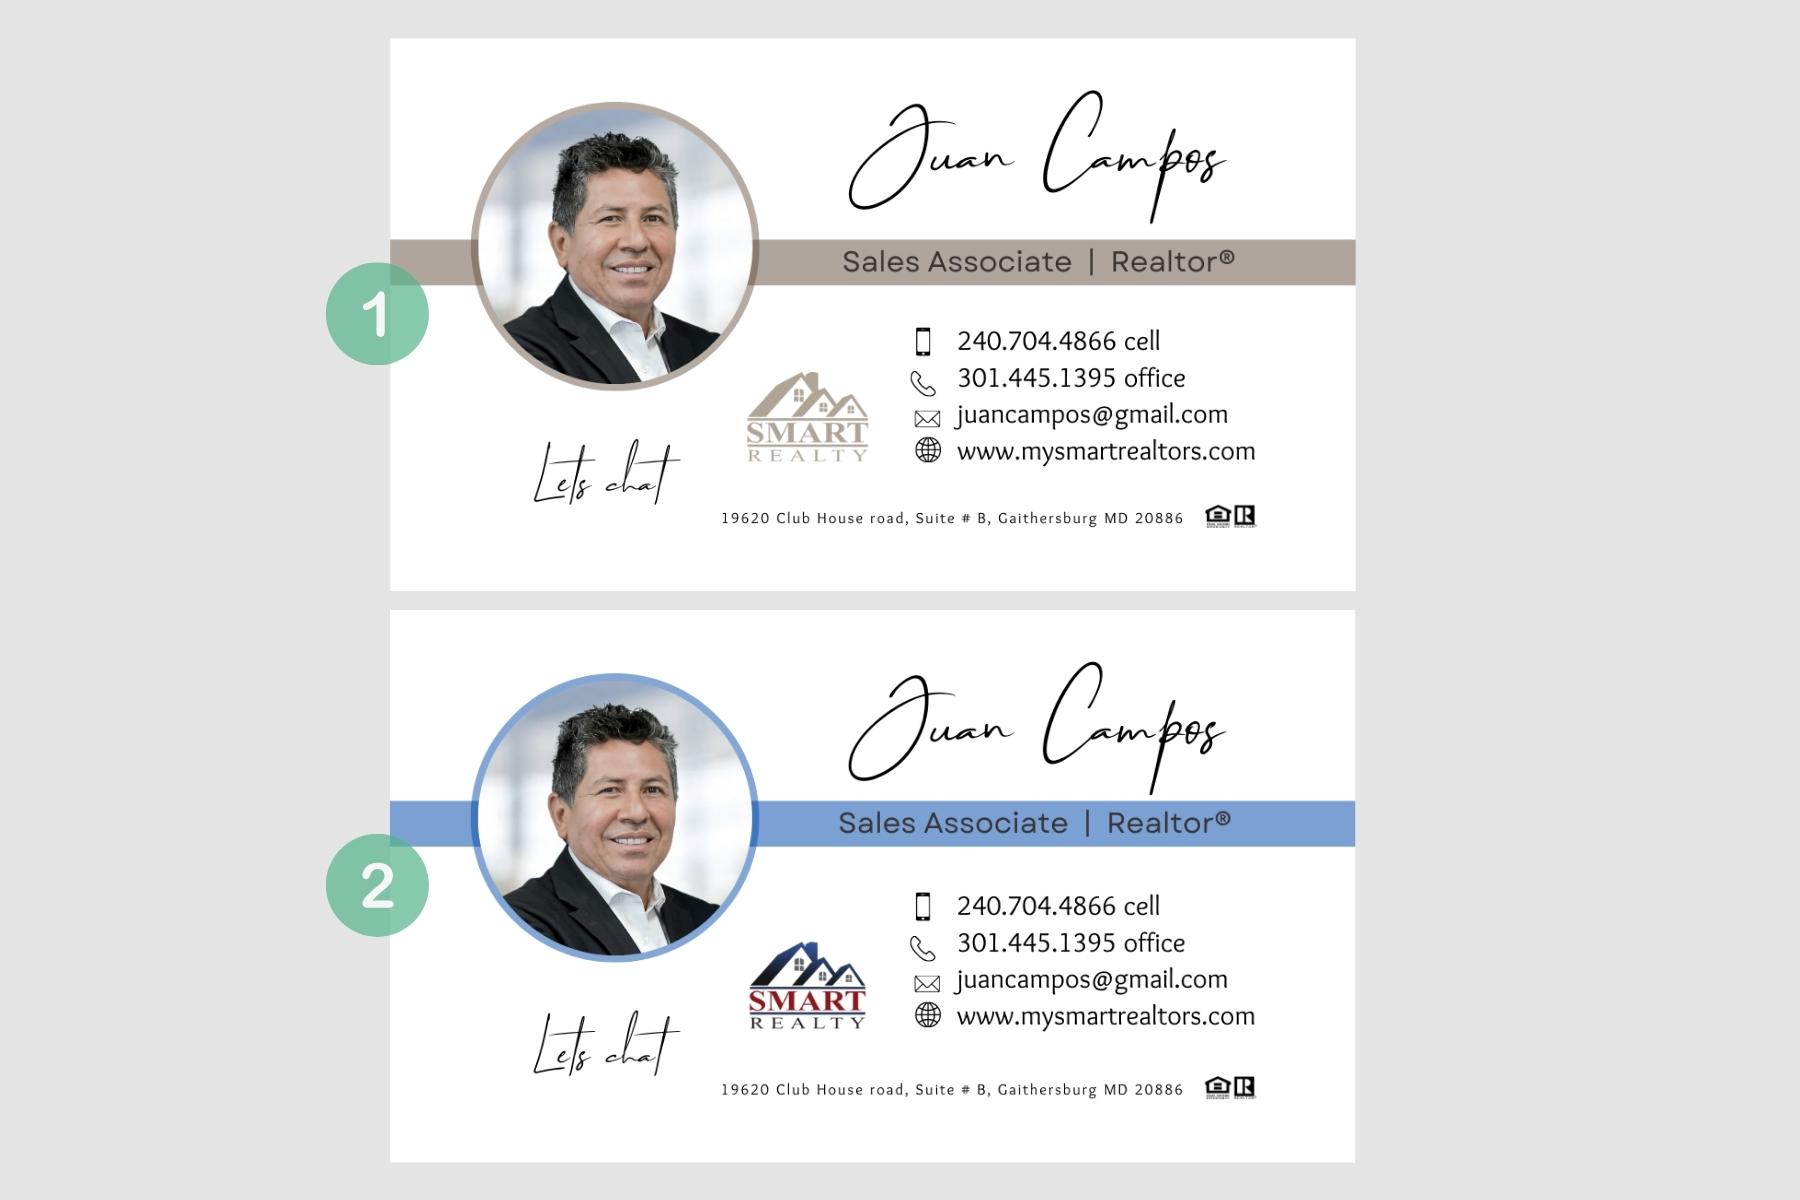 Juan Campos
Sales Associate | Realtor®
1
240.704.4866 cell
301.445.1395 office
juancampos@gmail.com
www.mysmartrealtors.com
SMART
REALTY
Lets chat
19620 Club House road, Suite # B, Gaithersburg MD 20886
Juan Campos
Sales Associate | Realtor®
2
240.704.4866 cell
301.445.1395 office
juancampos@gmail.com
www.mysmartrealtors.com
SMART
REALTY
Lets chat
19620 Club House road, Suite # B, Gaithersburg MD 20886